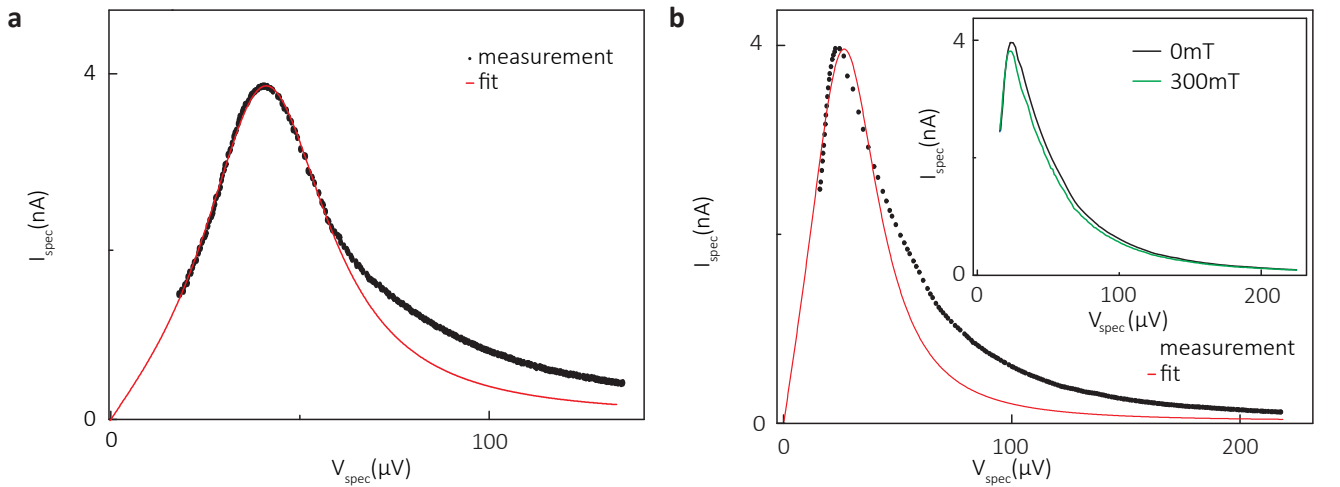 a
measurement
fit
4
0
0
100
I_spec(nA)
V_spec(μV)
b
4
0
0
100
200
I_spec(nA)
V_spec(μV)
measurement
fit
0mT
300mT
4
0
0
100
200
I_spec(nA)
V_spec(μV)